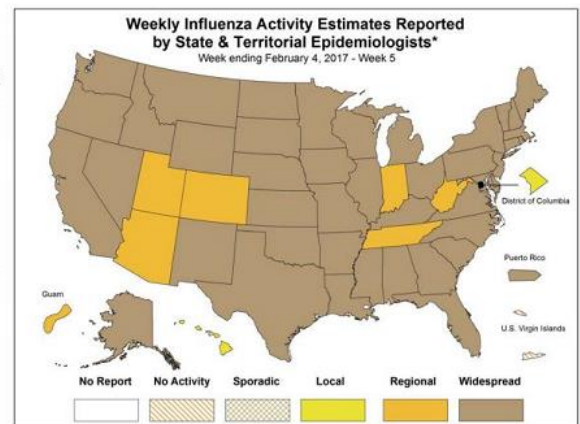 Weekly Influenza Activity Estimates Reported
by State & Territorial Epidemiologists*
Week ending February 4, 2017 - Week 5
District of Columbia
Puerto Rico
Guam
U.S. Virgin Islands
No Report No Activity Sporadic Local Regional Widespread